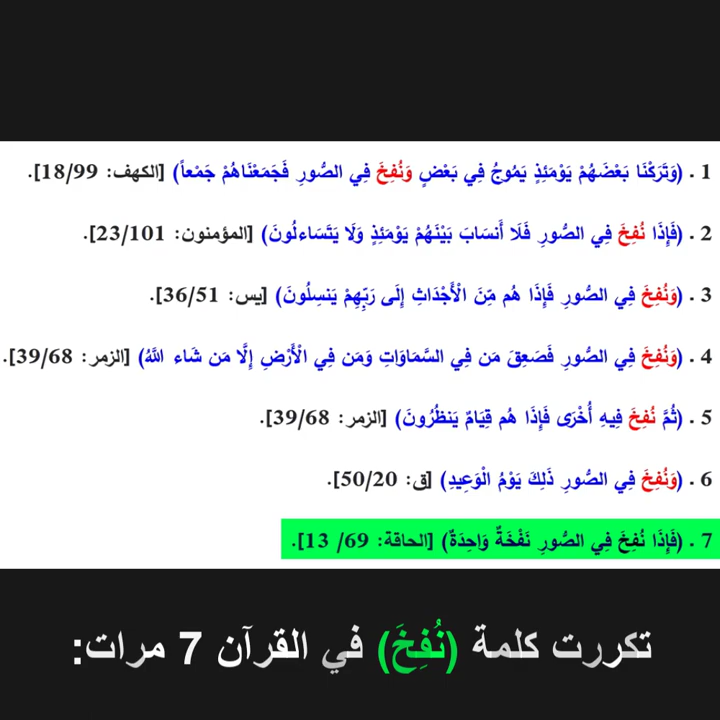 1 . (وَتَرَكْنَا بَعْضَهُمْ يَوْمَئِذٍ يَمُوجُ فِي بَعْضٍ وَنُفِخَ فِي الصُّورِ فَجَمَعْنَاهُمْ جَمْعاً) [الكهف: 18/99].
2 . (فَإِذَا نُفِخَ فِي الصُّورِ فَلَا أَنسَابَ بَيْنَهُمْ يَوْمَئِذٍ وَلَا يَتَسَاءلُونَ) [المؤمنون: 23/101].
3 . (وَنُفِخَ فِي الصُّورِ فَإِذَا هُم مِّنَ الْأَجْدَاثِ إِلَى رَبِّهِمْ يَنسِلُونَ) [يس: 36/51].
4 . (وَنُفِخَ فِي الصُّورِ فَصَعِقَ مَن فِي السَّمَاوَاتِ وَمَن فِي الْأَرْضِ إِلَّا مَن شَاء اللَّهُ) [الزمر: 39/68].
5 . (ثُمَّ نُفِخَ فِيهِ أُخْرَى فَإِذَا هُم قِيَامٌ يَنظُرُونَ) [الزمر: 39/68].
6 . (وَنُفِخَ فِي الصُّورِ ذَلِكَ يَوْمُ الْوَعِيدِ) [ق: 50/20].
7 . (فَإِذَا نُفِخَ فِي الصُّورِ نَفْخَةٌ وَاحِدَةٌ) [الحاقة: 69/ 13].
تكررت كلمة (نُفِخَ) في القرآن 7 مرات: